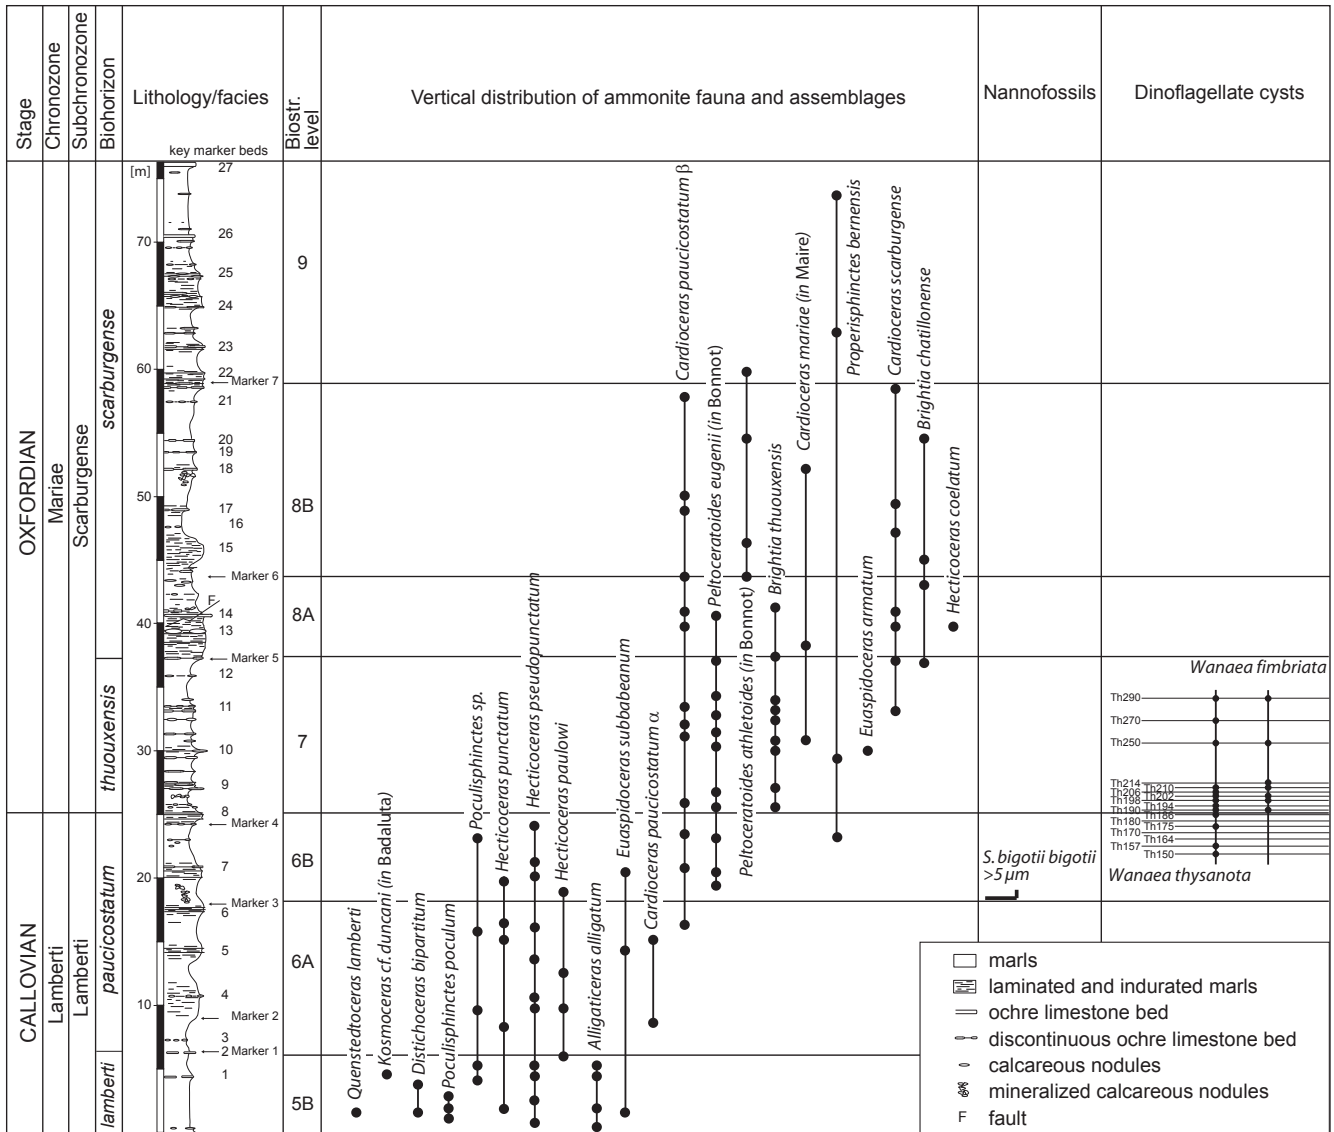 Stage
Chronozone
Subchronozone
Biohorizon
Lithology/facies
key marker beds
Biostr. level
Vertical distribution of ammonite fauna and assemblages
Nannofossils
Dinoflagellate cysts
OXFORDIAN
CALLOVIAN
Mariae
Lamberti
Scarburgense
Lamberti
scarburgense
thuouxensis
paucicostatum
lamberti
[m]
70
60
50
40
30
20
10
27
26
25
24
23
22
Marker 7
21
20
19
18
17
16
15
Marker 6
F
14
13
Marker 5
12
11
10
9
8
Marker 4
7
Marker 3
6
5
4
Marker 2
3
2 Marker 1
1
9
8B
8A
7
6B
6A
5B
Quenstedtoceras lamberti
Kosmoceras cf. duncani (in Badaluta)
Distichoceras bipartitum
Poculisphinctes poculum
Poculisphinctes sp.
Hecticoceras punctatum
Hecticoceras pseudopunctatum
Hecticoceras paulowi
Alligaticeras alligatum
Euaspidoceras subbabeanum
Cardioceras paucicostatum α
Cardioceras paucicostatum β
Peltoceratoides eugenii (in Bonnot)
Peltoceratoides athletoides (in Bonnot)
Brightia thuouxensis
Cardioceras mariae (in Maire)
Properisphinctes bernensis
Euaspidoceras armatum
Cardioceras scarburgense
Brightia chatillonense
Hecticoceras coelatum
S. bigotii bigotii
>5 μm
Wanaea fimbriata
Th290
Th270
Th250
Th214
Th210
Th206
Th202
Th198
Th194
Th190
Th186
Th180
Th175
Th170
Th164
Th157
Th150
Wanaea thysanota
marls
laminated and indurated marls
ochre limestone bed
discontinuous ochre limestone bed
calcareous nodules
mineralized calcareous nodules
F fault